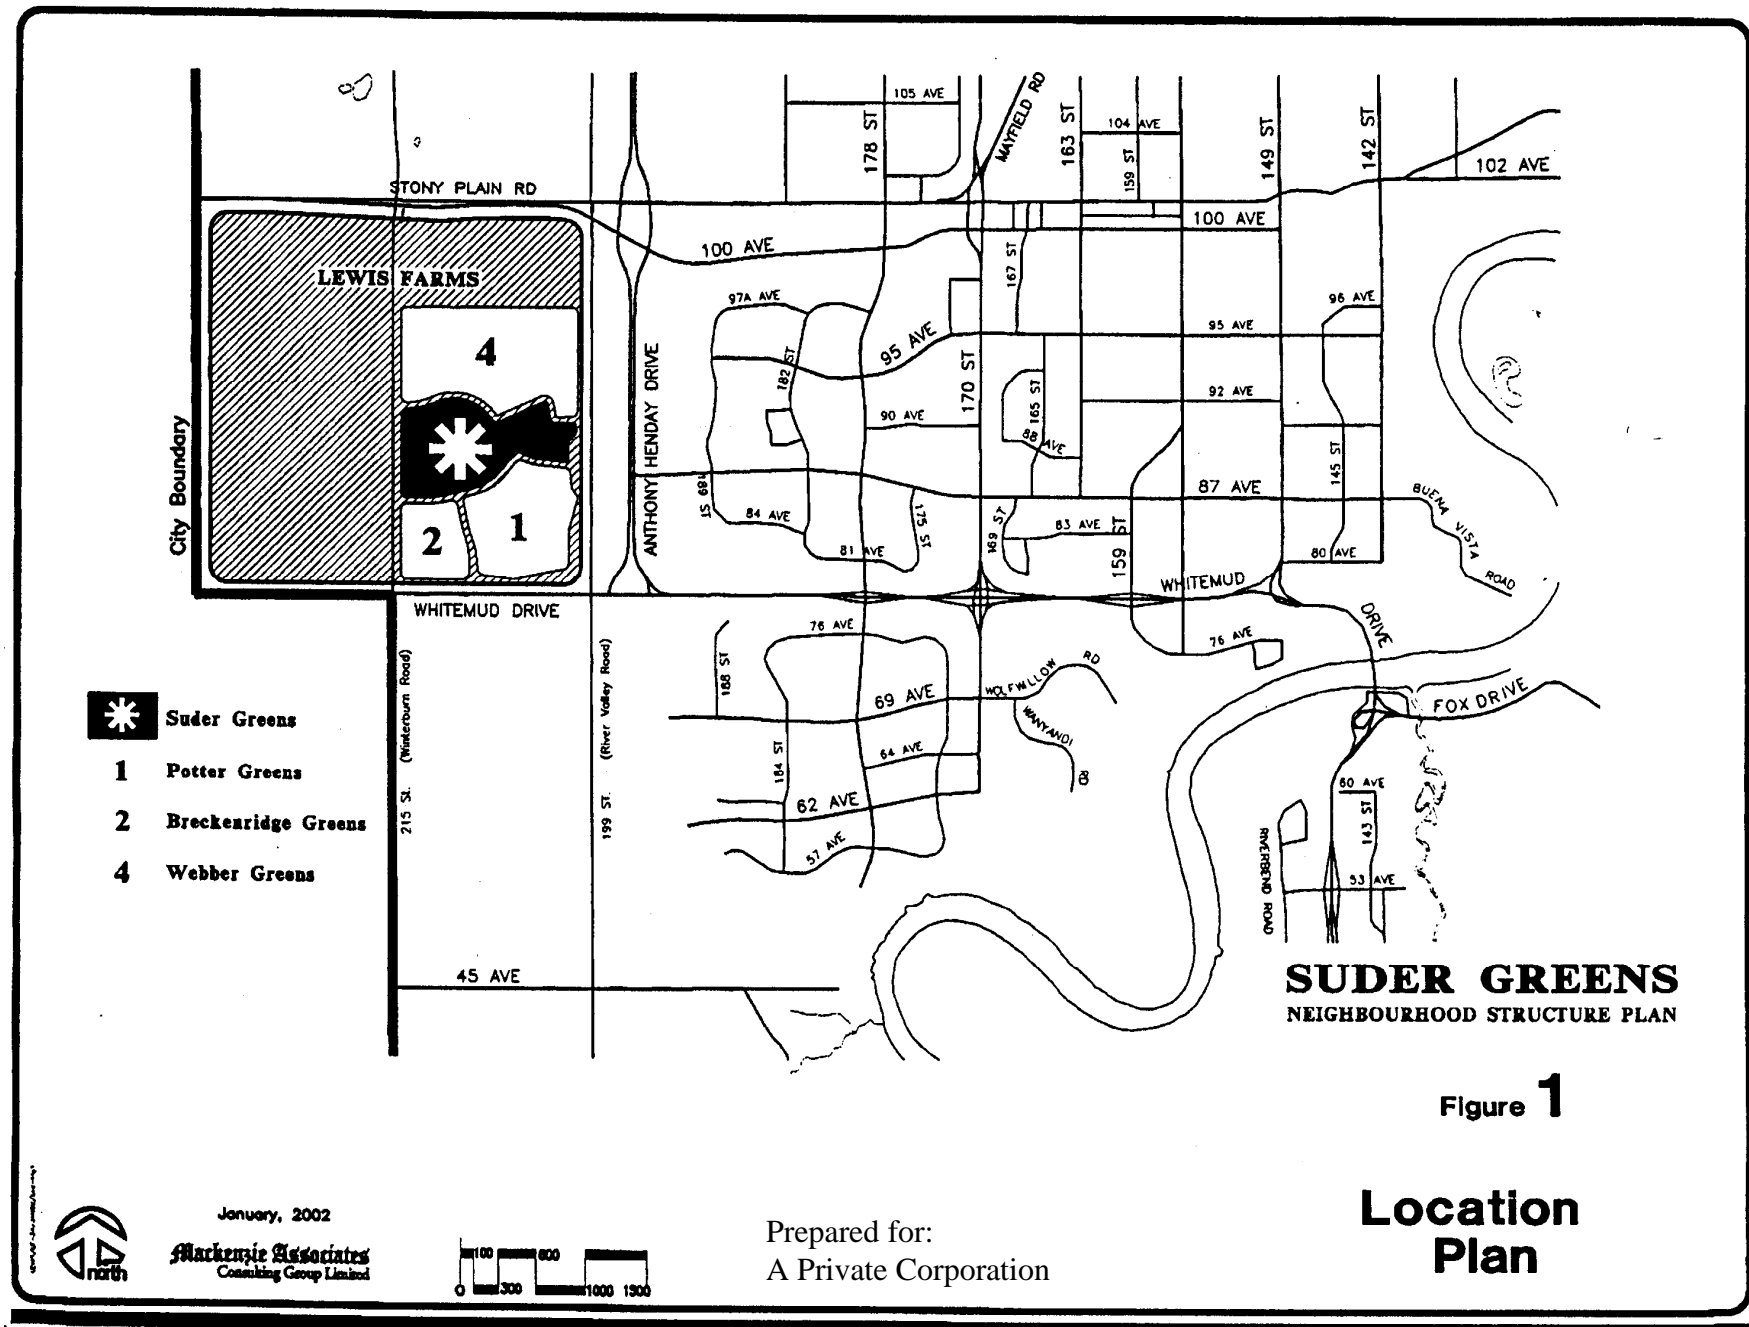 105 AVE
178 ST
MAYFIELD RD
163 ST
104 AVE
159 ST
149 ST
142 ST
102 AVE
STONY PLAIN RD
100 AVE
100 AVE
167 ST
LEWIS FARMS
97A AVE
96 AVE
95 AVE
95 AVE
4
182 ST
170 ST
165 ST
92 AVE
ANTHONY HENDAY DRIVE
90 AVE
88 AVE
145 ST
City Boundary
87 AVE
BUENA VISTA ROAD
189 ST
84 AVE
175 ST
169 ST
83 AVE
159 ST
2
1
81 AVE
80 AVE
WHITEMUD DRIVE
WHITEMUD DRIVE
76 AVE
76 AVE
188 ST
69 AVE
WOLFWILLOW RD
WANYANDI RD
FOX DRIVE
215 St. (Winterburn Road)
199 ST. (River Valley Road)
184 ST
64 AVE
62 AVE
57 AVE
60 AVE
143 ST
RIVERBEND ROAD
53 AVE
45 AVE
Suder Greens
1 Potter Greens
2 Breckenridge Greens
4 Webber Greens
SUDER GREENS
NEIGHBOURHOOD STRUCTURE PLAN
Figure 1
Location
Plan
north
January, 2002
Mackenzie Associates
Consulting Group Limited
100 600
0 300 1000 1500
Prepared for:
A Private Corporation